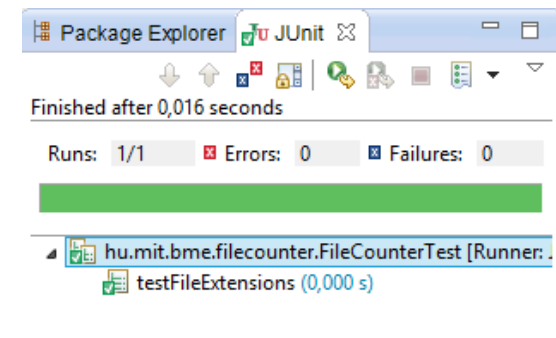 Package Explorer JUnit
Finished after 0,016 seconds
Runs: 1/1 Errors: 0 Failures: 0
hu.mit.bme.filecounter.FileCounterTest [Runner: 
testFileExtensions (0,000 s)